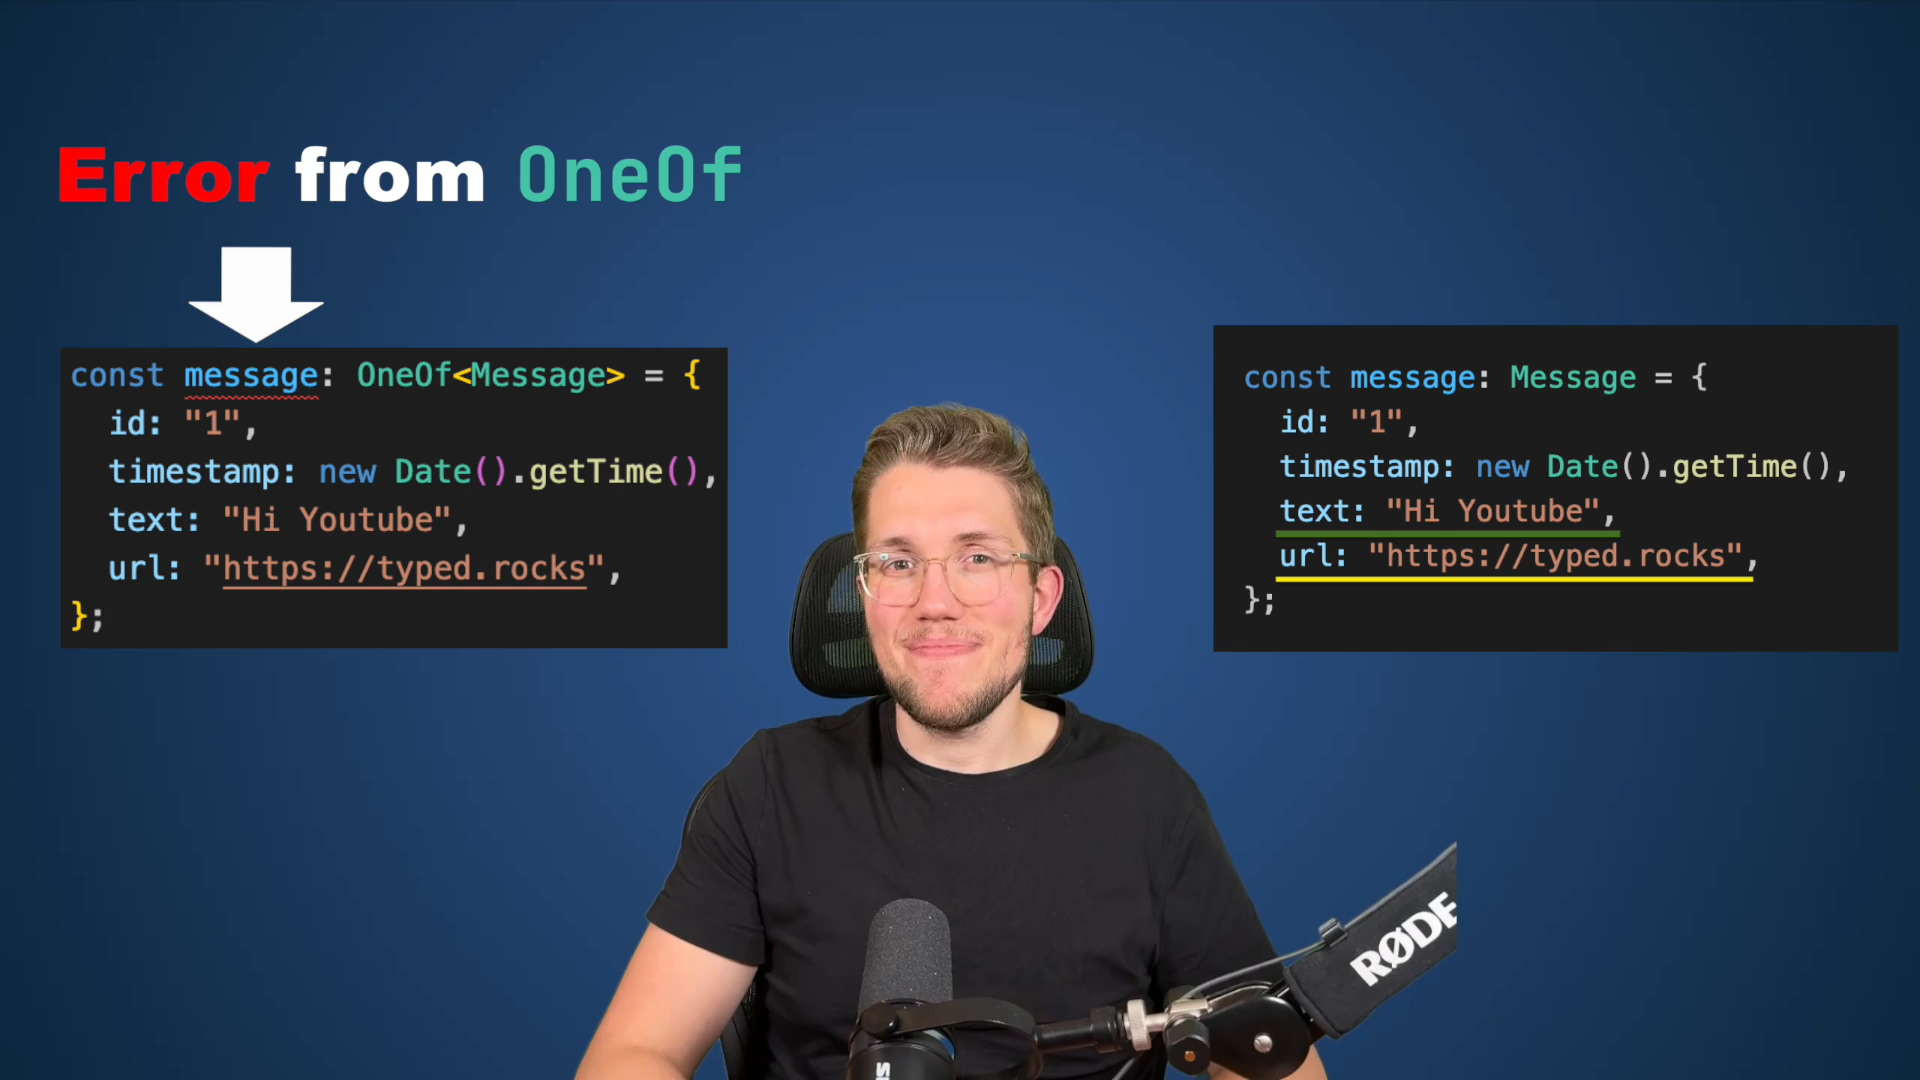 Error from OneOf
const message: OneOf<Message> = {
id: "1",
timestamp: new Date().getTime(),
text: "Hi Youtube",
url: "https://typed.rocks",
};
const message: Message = {
id: "1",
timestamp: new Date().getTime(),
text: "Hi Youtube",
url: "https://typed.rocks",
};
RØDE